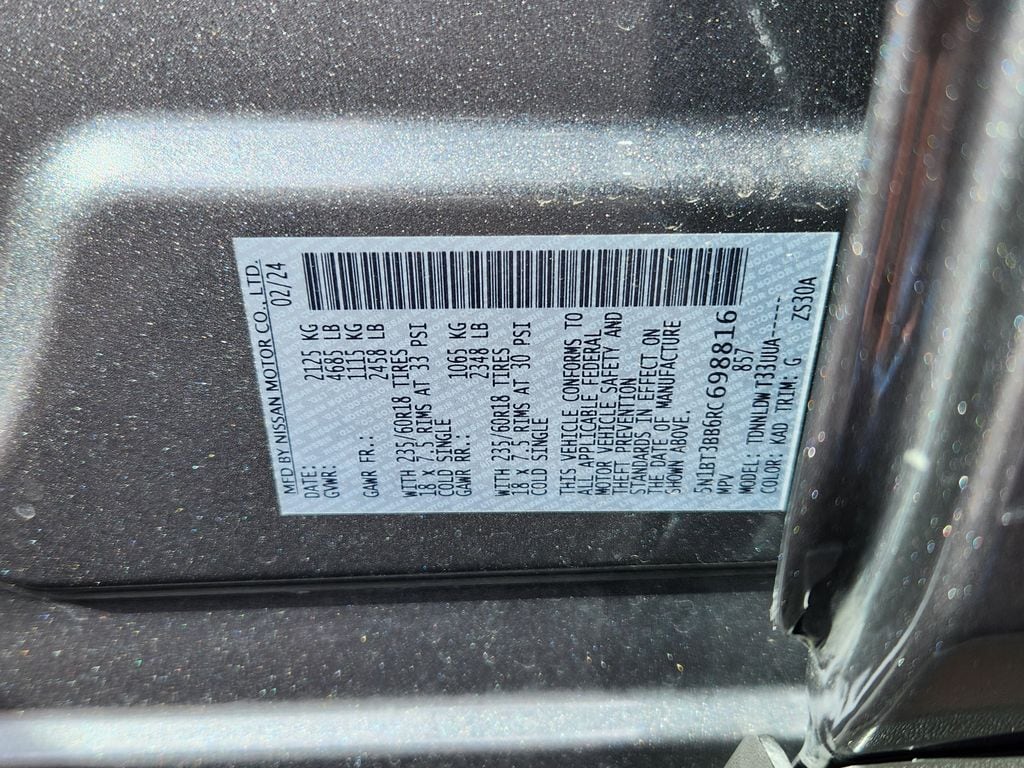 MFD BY NISSAN MOTOR CO., LTD.
DATE: 02/24
GAWR: 2125 KG
4685 LB
GAWR FR.: 1115 KG
2458 LB
WITH 235/60R18 TIRES
18 x 7.5 RIMS AT 33 PSI
COLD SINGLE
GAWR RR.: 1065 KG
2348 LB
WITH 235/60R18 TIRES
18 x 7.5 RIMS AT 30 PSI
COLD SINGLE
THIS VEHICLE CONFORMS TO
ALL APPLICABLE FEDERAL
MOTOR VEHICLE SAFETY AND
THEFT PREVENTION
STANDARDS IN EFFECT ON
THE DATE OF MANUFACTURE
SHOWN ABOVE.
5N1BT3BB6RC698816
MPV 857
MODEL: TDNNLDW T33UUA-----
COLOR: KAD TRIM: G ZS30A